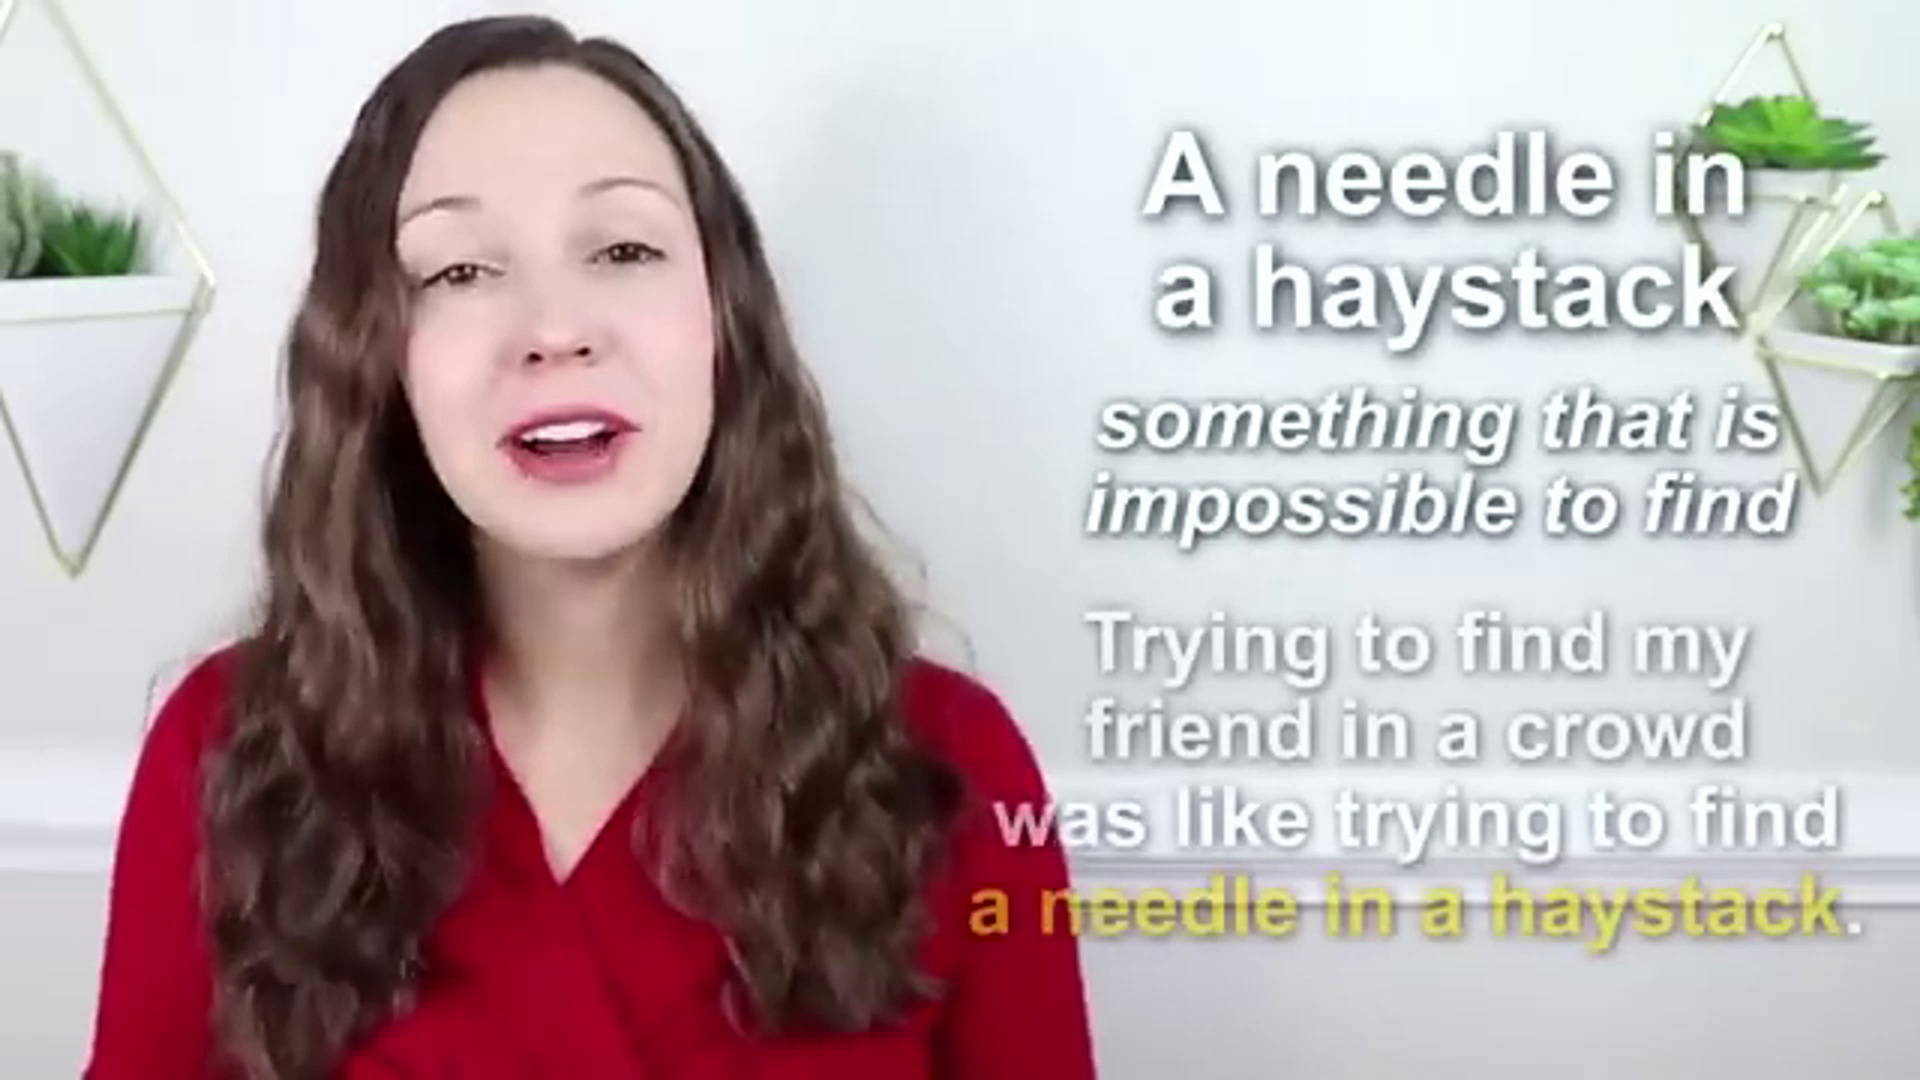 A needle in
a haystack
something that is
impossible to find
Trying to find my
friend in a crowd
was like trying to find
a needle in a haystack.